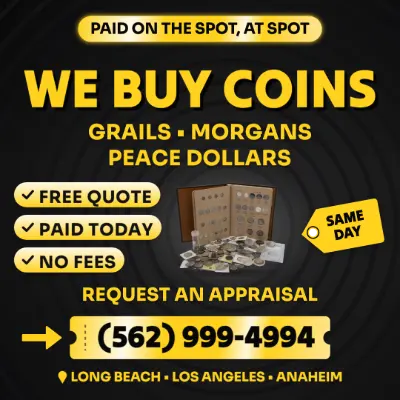 PAID ON THE SPOT, AT SPOT
WE BUY COINS
GRAILS • MORGANS
PEACE DOLLARS
FREE QUOTE
PAID TODAY
NO FEES
SAME
DAY
REQUEST AN APPRAISAL
(562) 999-4994
LONG BEACH • LOS ANGELES • ANAHEIM